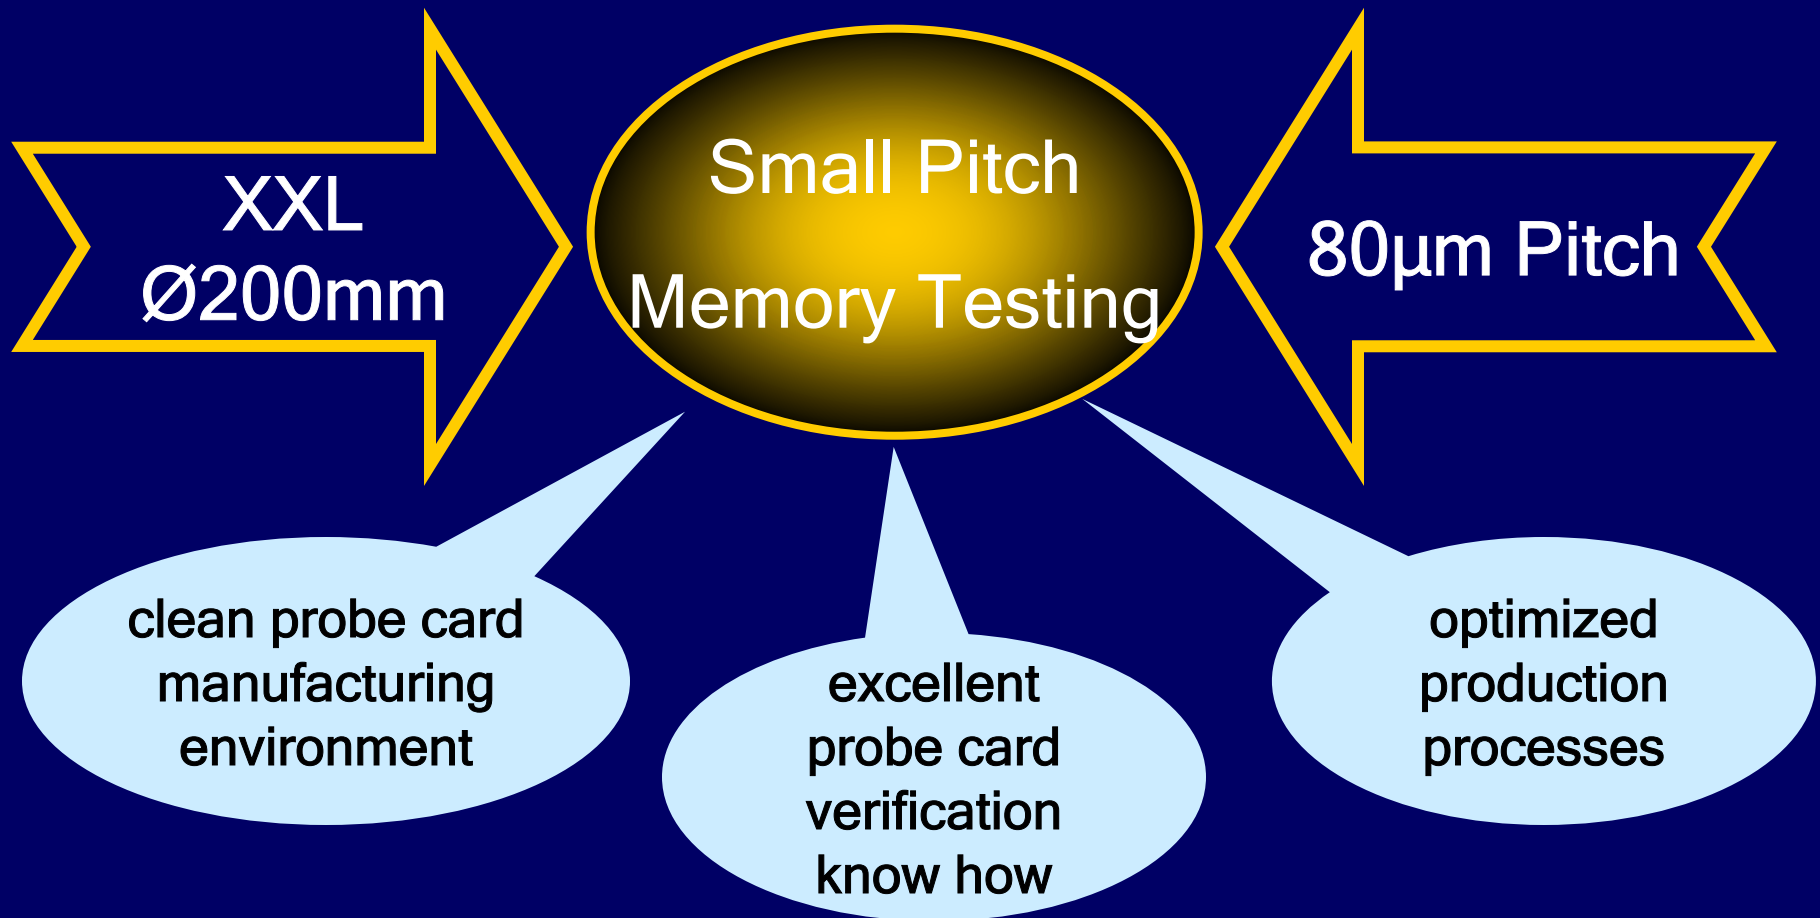 XXL
Ø200mm
Small Pitch
Memory Testing
80µm Pitch
clean probe card
manufacturing
environment
excellent
probe card
verification
know how
optimized
production
processes